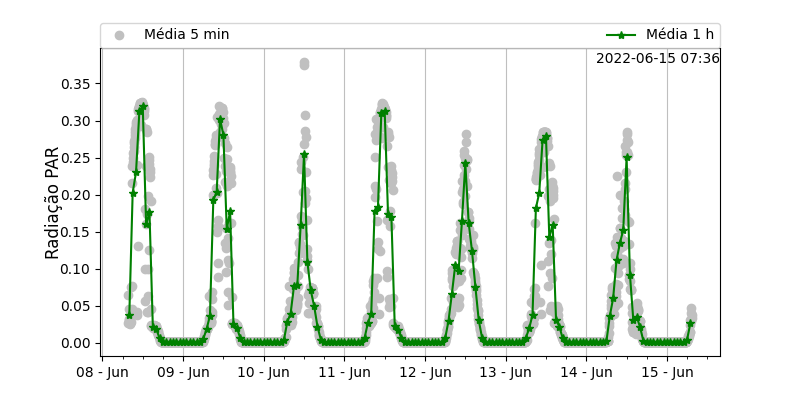 Média 5 min
Média 1 h
2022-06-15 07:36
Radiação PAR
0.35
0.30
0.25
0.20
0.15
0.10
0.05
0.00
08 - Jun
09 - Jun
10 - Jun
11 - Jun
12 - Jun
13 - Jun
14 - Jun
15 - Jun